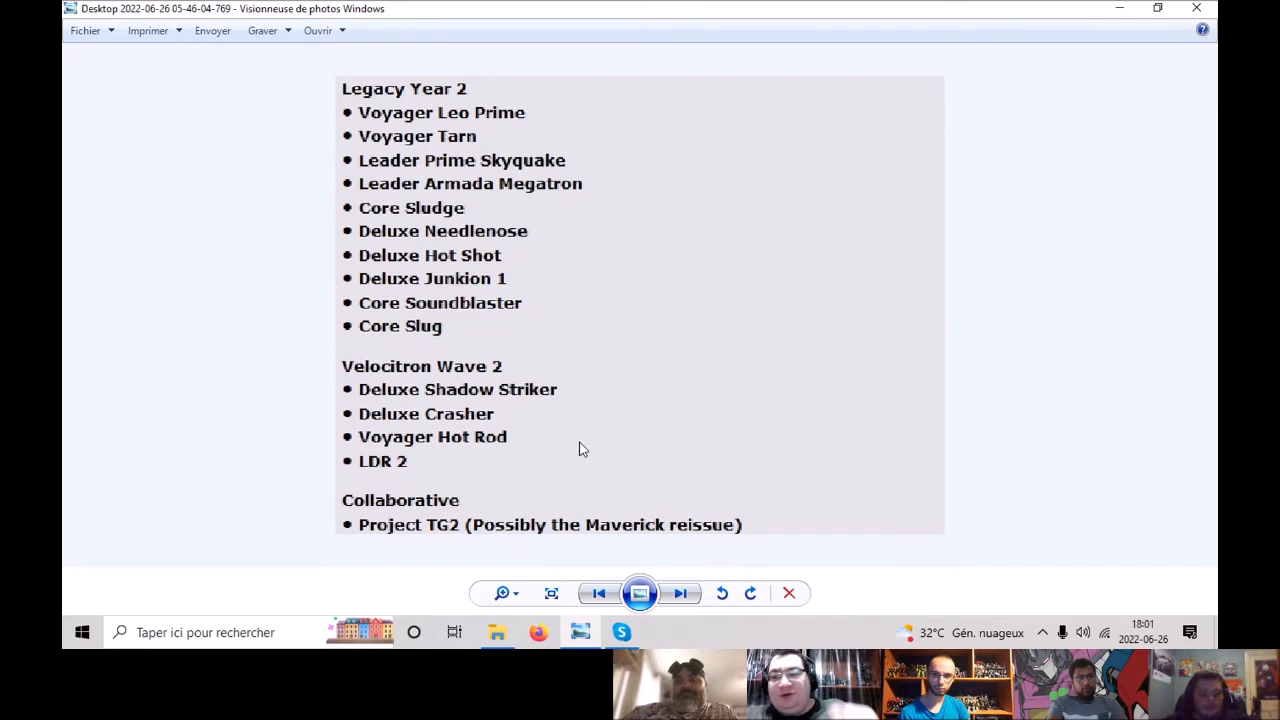 Desktop 2022-06-26 05-46-04-769 - Visionneuse de photos Windows
Fichier Imprimer Envoyer Graver Ouvrir
Legacy Year 2
• Voyager Leo Prime
• Voyager Tarn
• Leader Prime Skyquake
• Leader Armada Megatron
• Core Sludge
• Deluxe Needlenose
• Deluxe Hot Shot
• Deluxe Junkion 1
• Core Soundblaster
• Core Slug
Velocitron Wave 2
• Deluxe Shadow Striker
• Deluxe Crasher
• Voyager Hot Rod
• LDR 2
Collaborative
• Project TG2 (Possibly the Maverick reissue)
Taper ici pour rechercher
32°C Gén. nuageux
18:01
2022-06-26